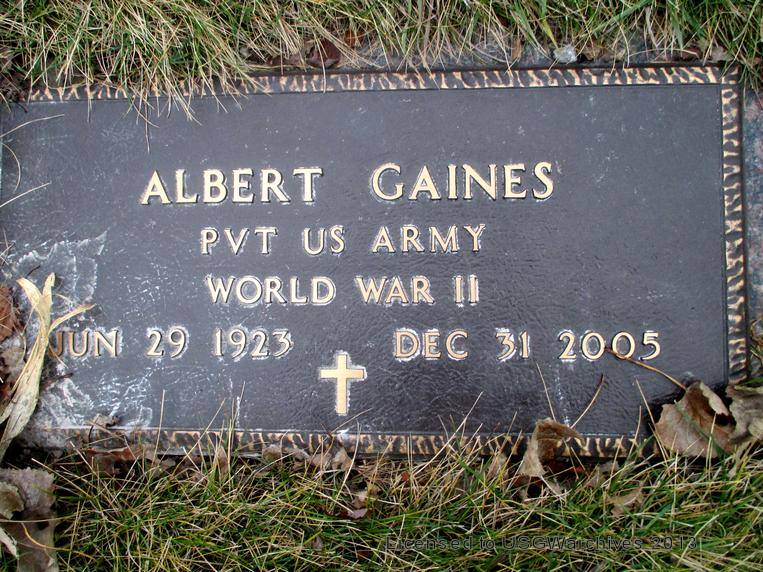 ALBERT GAINES
PVT US ARMY
WORLD WAR II
JUN 29 1923 DEC 31 2005
Licensed to USGWarchives 2013